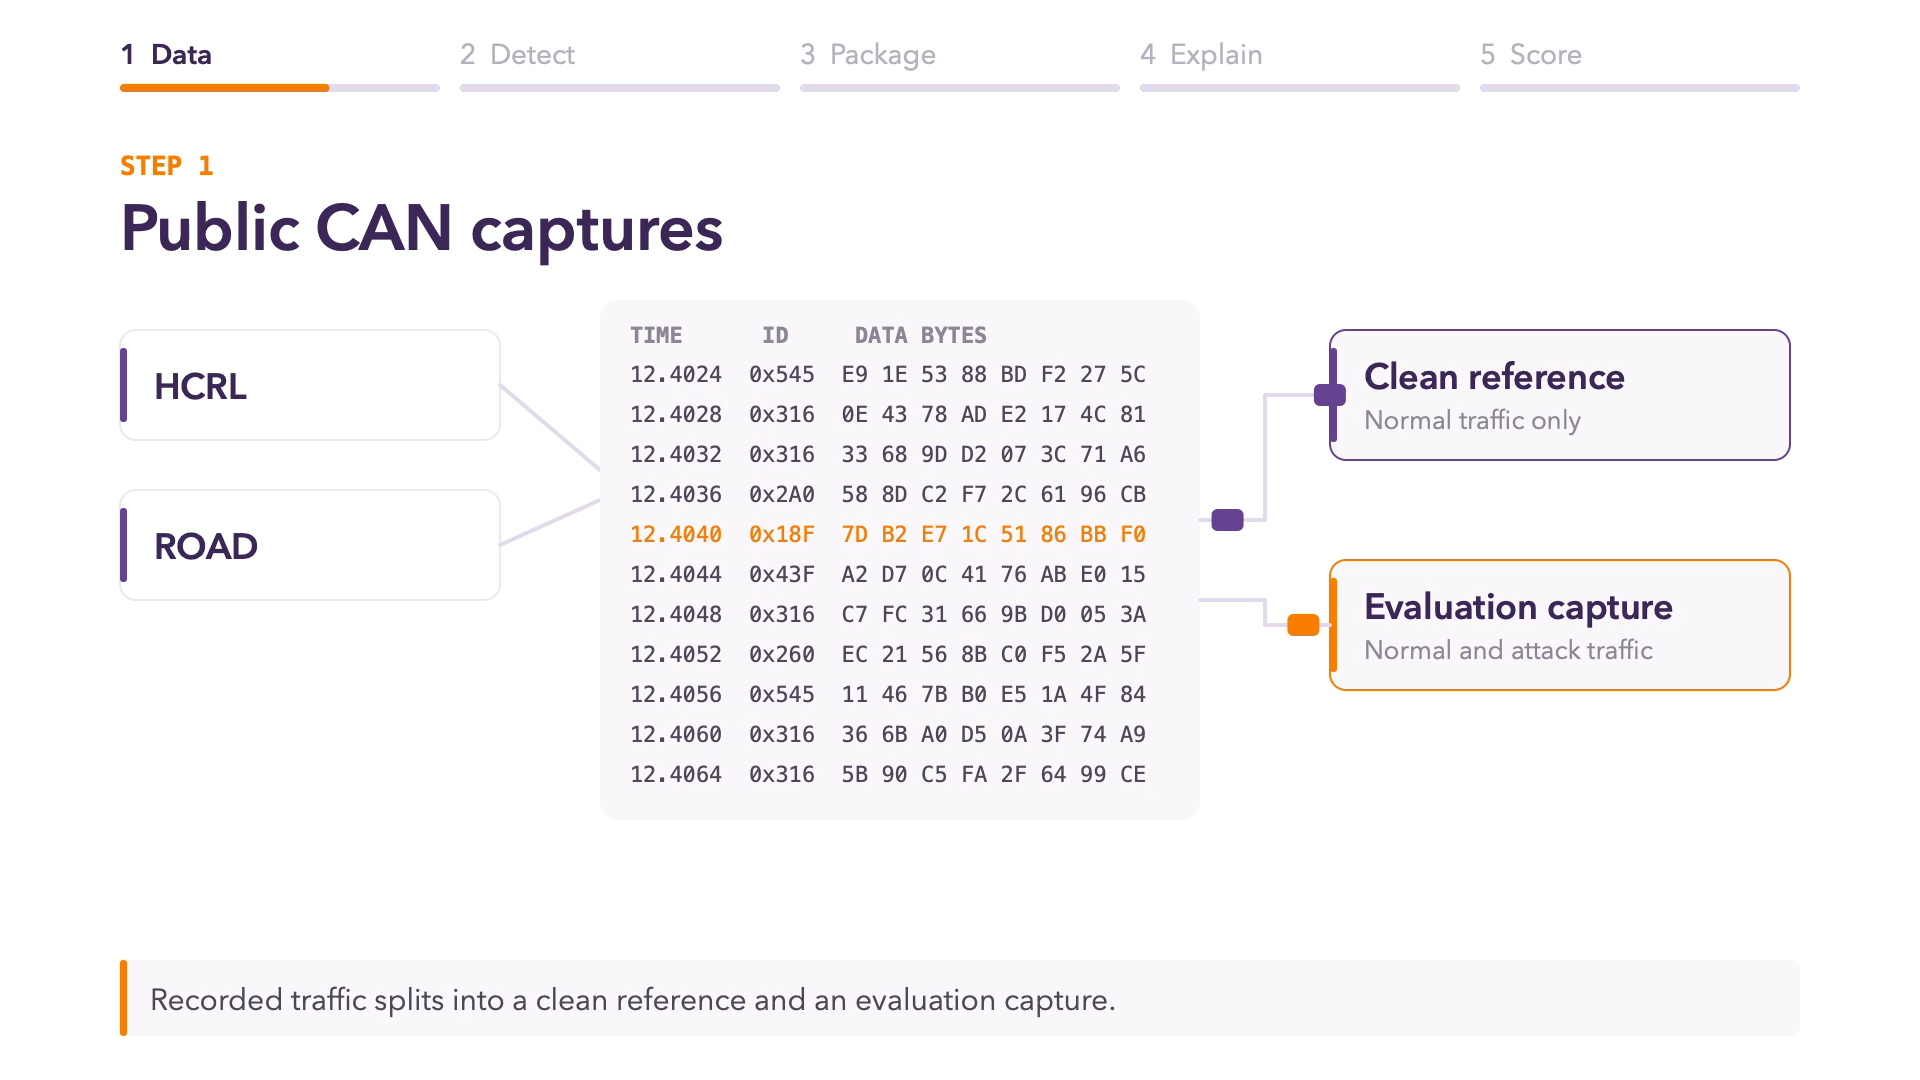 1 Data
2 Detect
3 Package
4 Explain
5 Score
STEP 1
Public CAN captures
HCRL
ROAD
TIME ID DATA BYTES
12.4024 0x545 E9 1E 53 88 BD F2 27 5C
12.4028 0x316 0E 43 78 AD E2 17 4C 81
12.4032 0x316 33 68 9D D2 07 3C 71 A6
12.4036 0x2A0 58 8D C2 F7 2C 61 96 CB
12.4040 0x18F 7D B2 E7 1C 51 86 BB F0
12.4044 0x43F A2 D7 0C 41 76 AB E0 15
12.4048 0x316 C7 FC 31 66 9B D0 05 3A
12.4052 0x260 EC 21 56 8B C0 F5 2A 5F
12.4056 0x545 11 46 7B B0 E5 1A 4F 84
12.4060 0x316 36 6B A0 D5 0A 3F 74 A9
12.4064 0x316 5B 90 C5 FA 2F 64 99 CE
Clean reference
Normal traffic only
Evaluation capture
Normal and attack traffic
Recorded traffic splits into a clean reference and an evaluation capture.